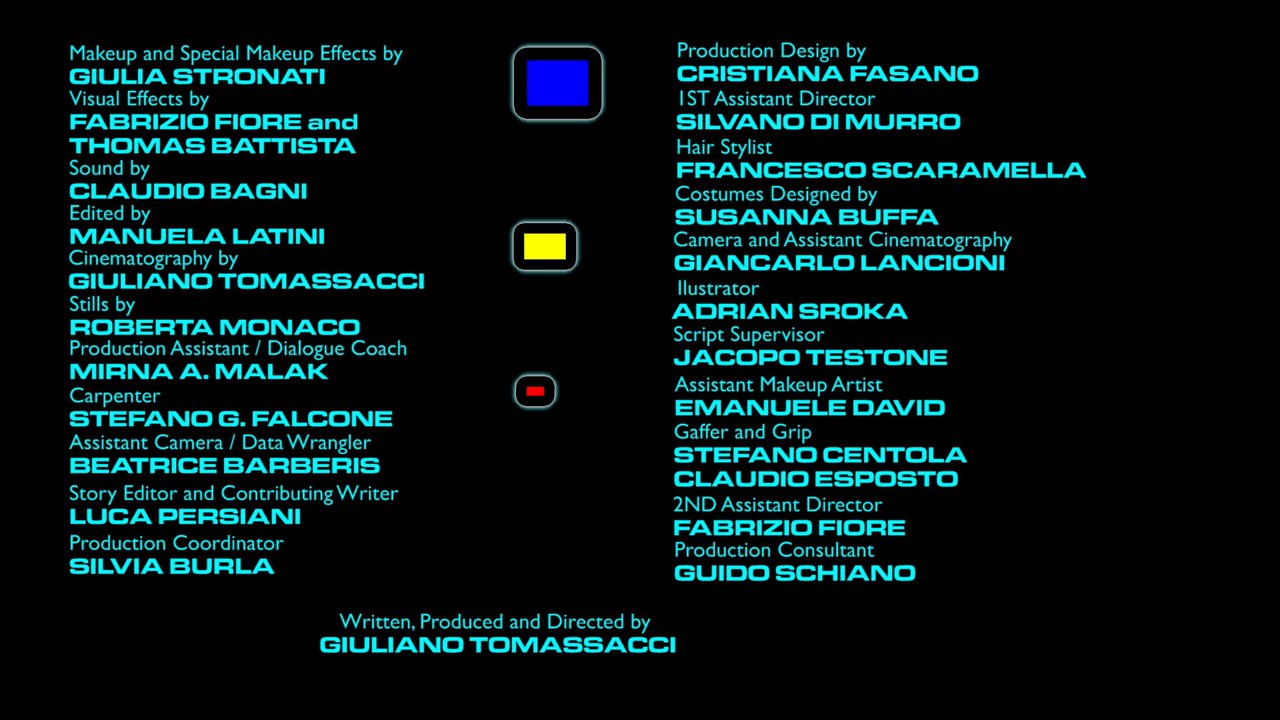 Makeup and Special Makeup Effects by
GIULIA STRONATI
Visual Effects by
FABRIZIO FIORE and
THOMAS BATTISTA
Sound by
CLAUDIO BAGNI
Edited by
MANUELA LATINI
Cinematography by
GIULIANO TOMASSACCI
Stills by
ROBERTA MONACO
Production Assistant / Dialogue Coach
MIRNA A. MALAK
Carpenter
STEFANO G. FALCONE
Assistant Camera / Data Wrangler
BEATRICE BARBERIS
Story Editor and Contributing Writer
LUCA PERSIANI
Production Coordinator
SILVIA BURLA
Production Design by
CRISTIANA FASANO
1ST Assistant Director
SILVANO DI MURRO
Hair Stylist
FRANCESCO SCARAMELLA
Costumes Designed by
SUSANNA BUFFA
Camera and Assistant Cinematography
GIANCARLO LANCIONI
Ilustrator
ADRIAN SROKA
Script Supervisor
JACOPO TESTONE
Assistant Makeup Artist
EMANUELE DAVID
Gaffer and Grip
STEFANO CENTOLA
CLAUDIO ESPOSTO
2ND Assistant Director
FABRIZIO FIORE
Production Consultant
GUIDO SCHIANO
Written, Produced and Directed by
GIULIANO TOMASSACCI